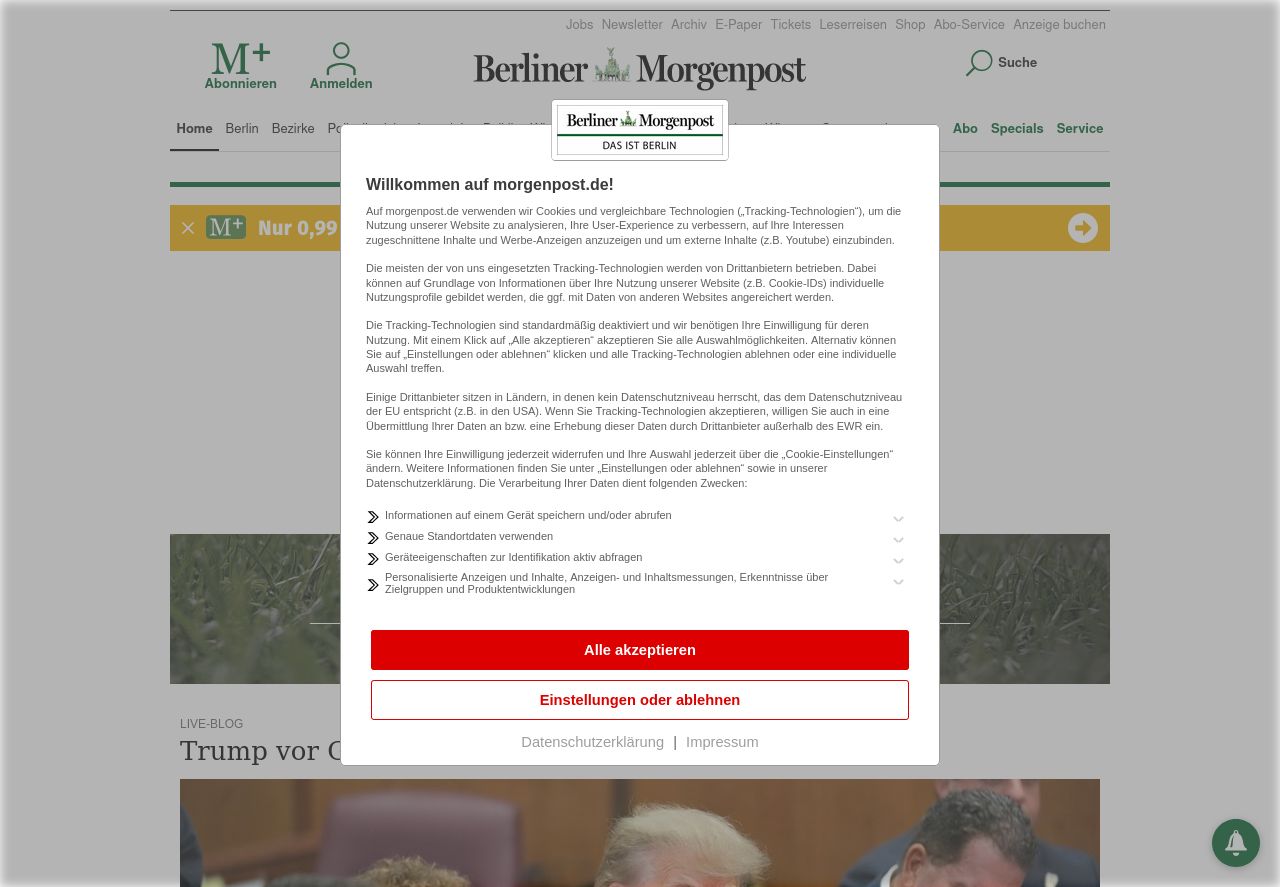 Jobs Newsletter Archiv E-Paper Tickets Leserreisen Shop Abo-Service Anzeige buchen
M+
Abonnieren
Anmelden
Berliner Morgenpost
Suche
Home Berlin Bezirke Abo Specials Service
Berliner Morgenpost
DAS IST BERLIN
M+ Nur 0,99
Willkommen auf morgenpost.de!
Auf morgenpost.de verwenden wir Cookies und vergleichbare Technologien („Tracking-Technologien“), um die
Nutzung unserer Website zu analysieren, Ihre User-Experience zu verbessern, auf Ihre Interessen
zugeschnittene Inhalte und Werbe-Anzeigen anzuzeigen und um externe Inhalte (z.B. Youtube) einzubinden.
Die meisten der von uns eingesetzten Tracking-Technologien werden von Drittanbietern betrieben. Dabei
können auf Grundlage von Informationen über Ihre Nutzung unserer Website (z.B. Cookie-IDs) individuelle
Nutzungsprofile gebildet werden, die ggf. mit Daten von anderen Websites angereichert werden.
Die Tracking-Technologien sind standardmäßig deaktiviert und wir benötigen Ihre Einwilligung für deren
Nutzung. Mit einem Klick auf „Alle akzeptieren“ akzeptieren Sie alle Auswahlmöglichkeiten. Alternativ können
Sie auf „Einstellungen oder ablehnen“ klicken und alle Tracking-Technologien ablehnen oder eine individuelle
Auswahl treffen.
Einige Drittanbieter sitzen in Ländern, in denen kein Datenschutzniveau herrscht, das dem Datenschutzniveau
der EU entspricht (z.B. in den USA). Wenn Sie Tracking-Technologien akzeptieren, willigen Sie auch in eine
Übermittlung Ihrer Daten an bzw. eine Erhebung dieser Daten durch Drittanbieter außerhalb des EWR ein.
Sie können Ihre Einwilligung jederzeit widerrufen und Ihre Auswahl jederzeit über die „Cookie-Einstellungen“
ändern. Weitere Informationen finden Sie unter „Einstellungen oder ablehnen“ sowie in unserer
Datenschutzerklärung. Die Verarbeitung Ihrer Daten dient folgenden Zwecken:
Informationen auf einem Gerät speichern und/oder abrufen
Genaue Standortdaten verwenden
Geräteeigenschaften zur Identifikation aktiv abfragen
Personalisierte Anzeigen und Inhalte, Anzeigen- und Inhaltsmessungen, Erkenntnisse über
Zielgruppen und Produktentwicklungen
Alle akzeptieren
Einstellungen oder ablehnen
Datenschutzerklärung | Impressum
LIVE-BLOG
Trump vor